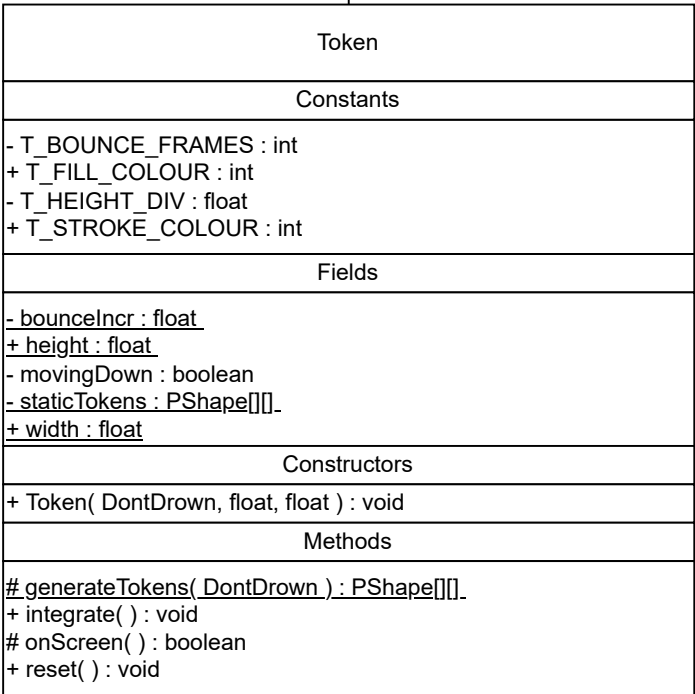 Token
Constants
- T_BOUNCE_FRAMES : int
+ T_FILL_COLOUR : int
- T_HEIGHT_DIV : float
+ T_STROKE_COLOUR : int
Fields
- bounceIncr : float
+ height : float
- movingDown : boolean
- staticTokens : PShape[][]
+ width : float
Constructors
+ Token( DontDrown, float, float ) : void
Methods
# generateTokens( DontDrown ) : PShape[][]
+ integrate( ) : void
# onScreen( ) : boolean
+ reset( ) : void